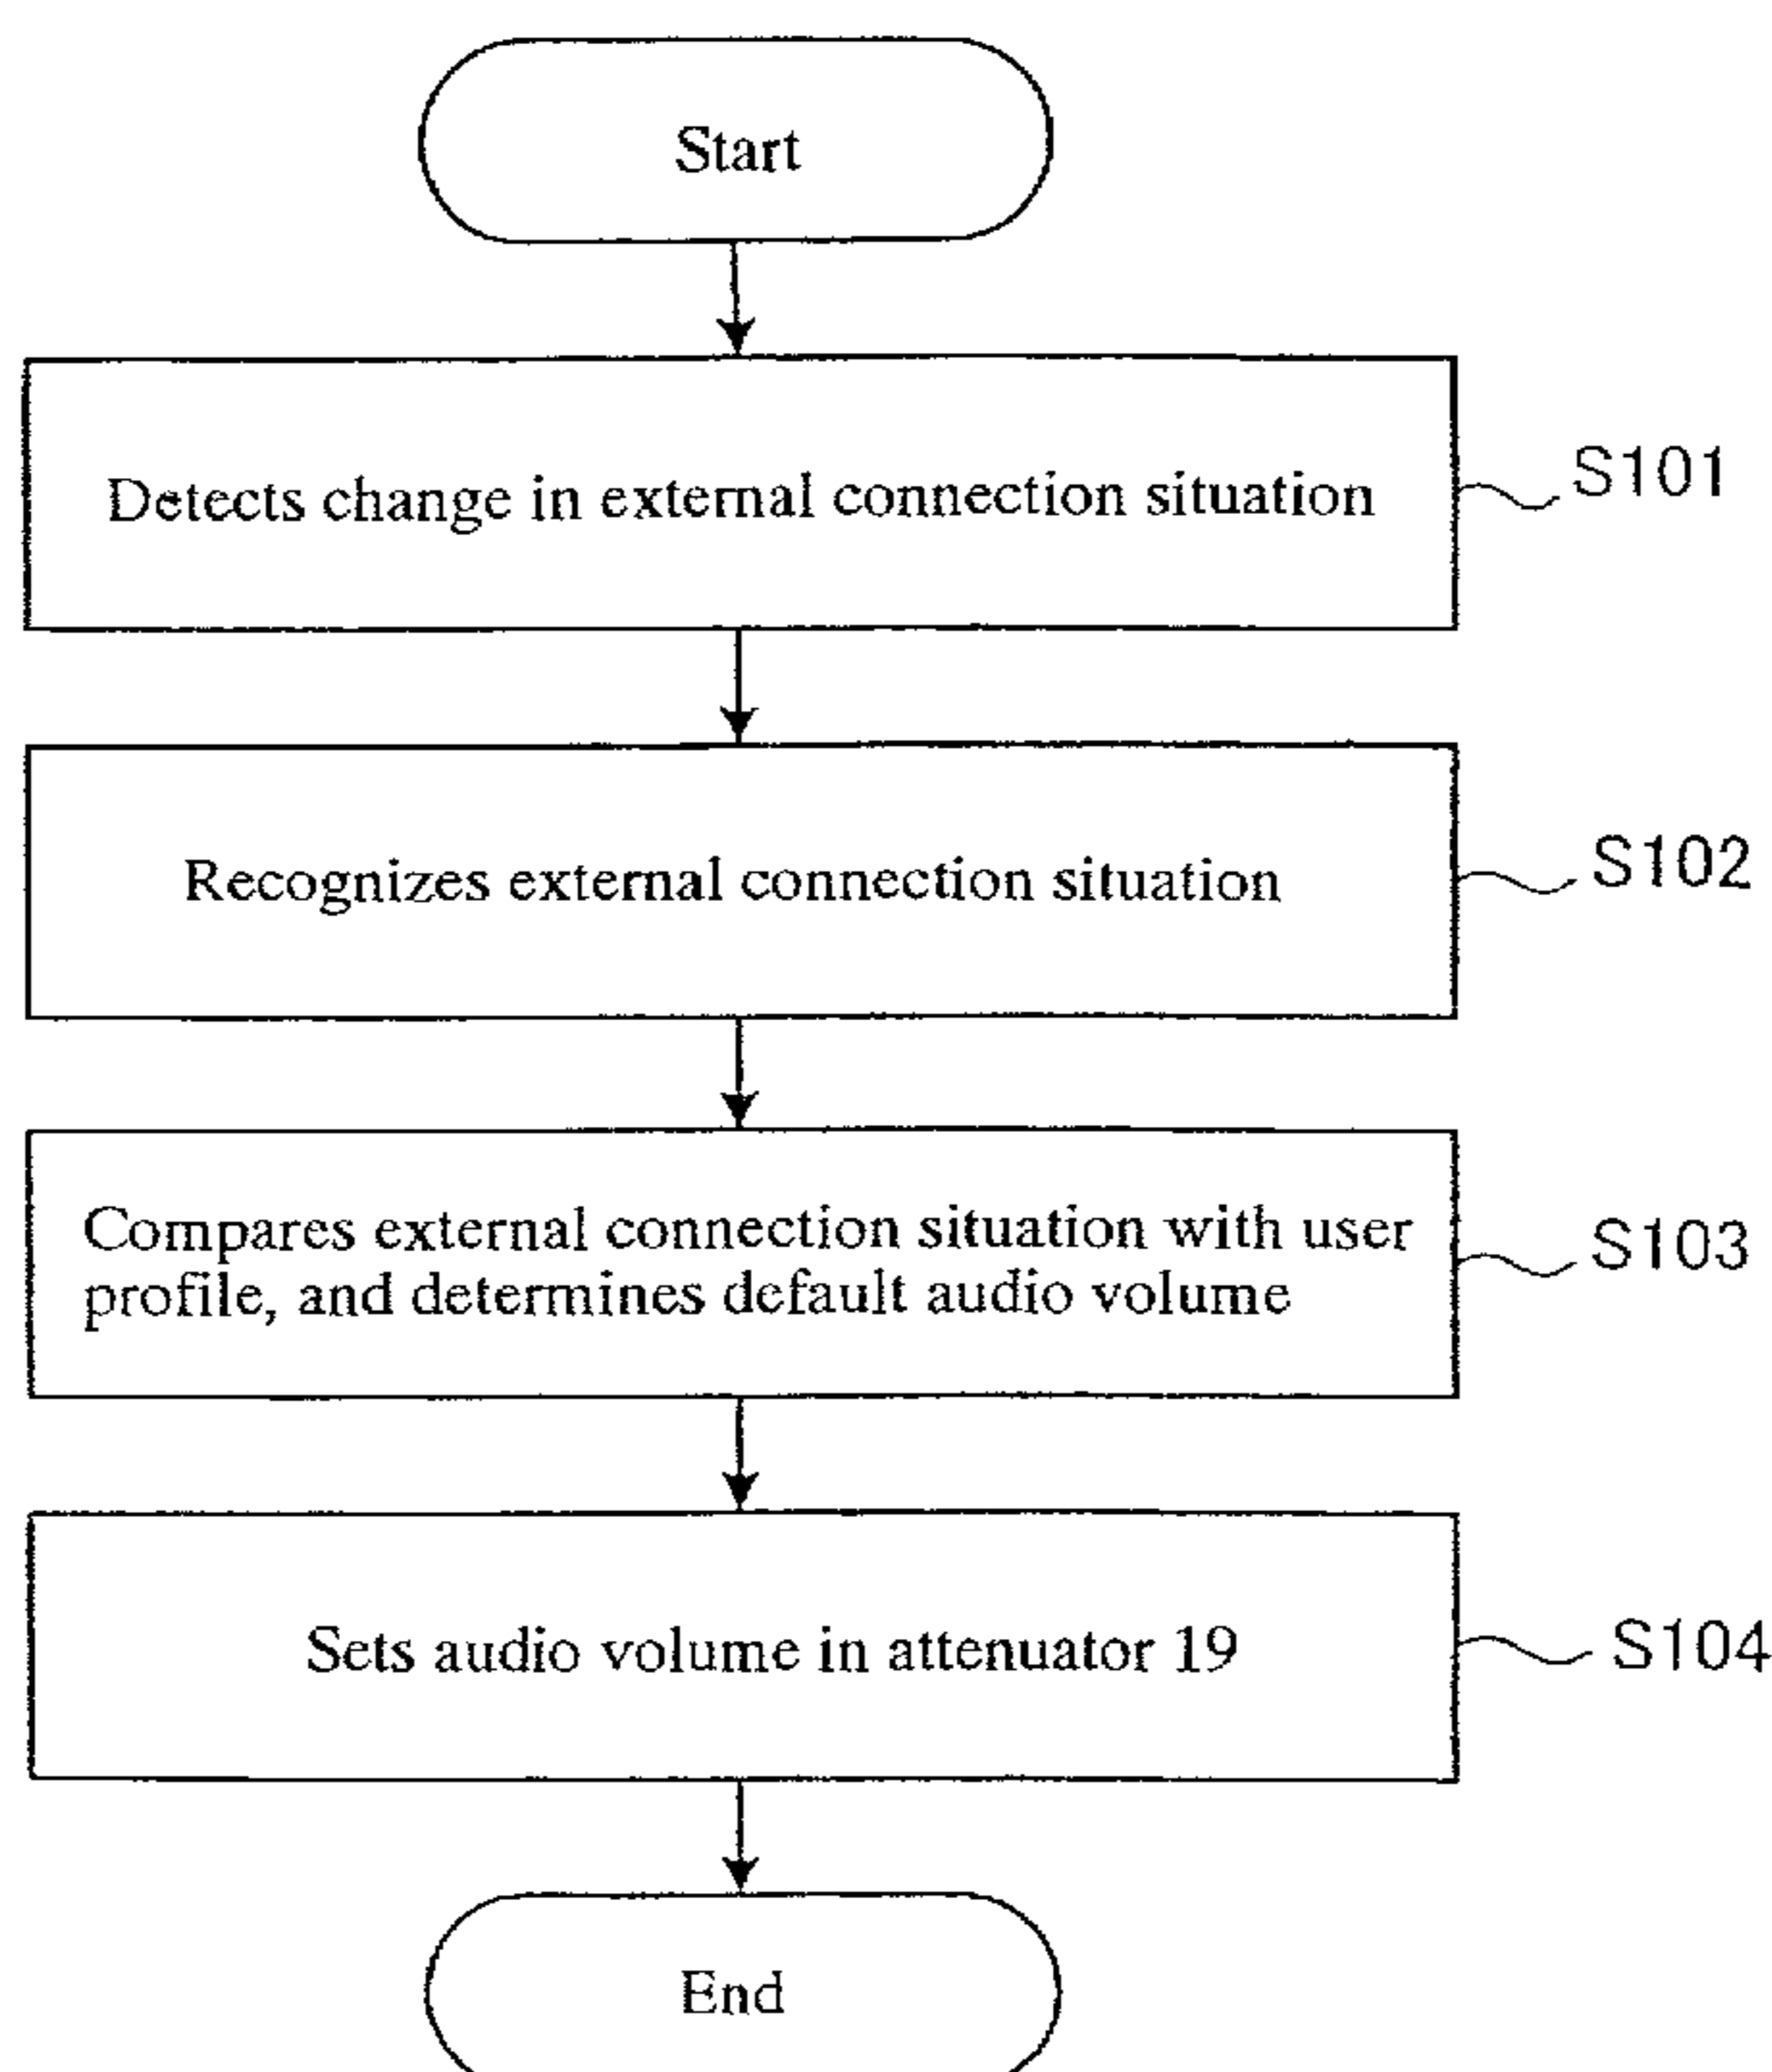 Start
Detects change in external connection situation
S101
Recognizes external connection situation
S102
Compares external connection situation with user
profile, and determines default audio volume
S103
Sets audio volume in attenuator 19
S104
End